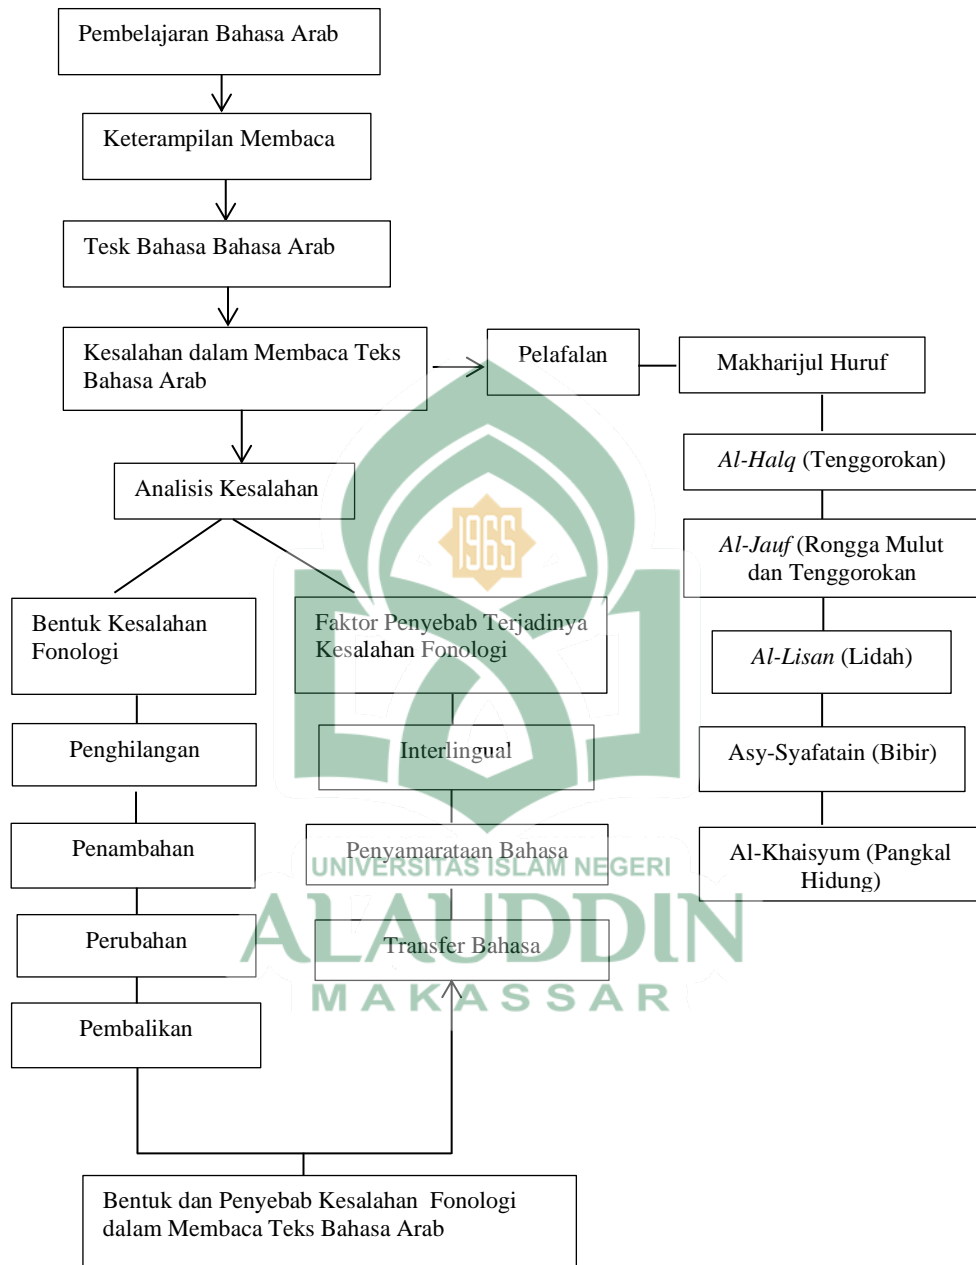 Pembelajaran Bahasa Arab
Keterampilan Membaca
Tesk Bahasa Bahasa Arab
Kesalahan dalam Membaca Teks
Bahasa Arab
Pelafalan
Makharijul Huruf
Al-Halq (Tenggorokan)
Al-Jauf (Rongga Mulut
dan Tenggorokan
Al-Lisan (Lidah)
Asy-Syafatain (Bibir)
Al-Khaisyum (Pangkal
Hidung)
Analisis Kesalahan
Bentuk Kesalahan
Fonologi
Penghilangan
Penambahan
Perubahan
Pembalikan
Faktor Penyebab Terjadinya
Kesalahan Fonologi
Interlingual
Penyamarataan Bahasa
Transfer Bahasa
Bentuk dan Penyebab Kesalahan Fonologi
dalam Membaca Teks Bahasa Arab
1965
UNIVERSITAS ISLAM NEGERI
ALAUDDIN
MAKASSAR